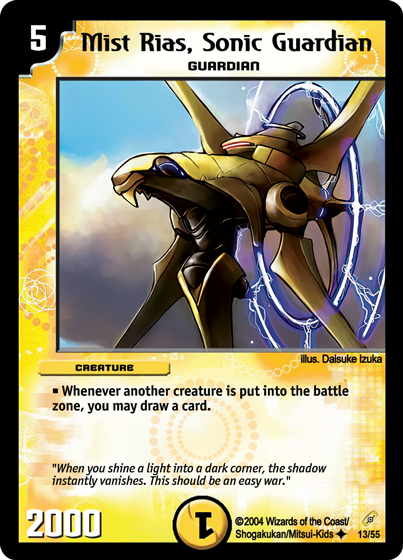 5 Mist Rias, Sonic Guardian
GUARDIAN
illus. Daisuke Izuka
CREATURE
▪ Whenever another creature is put into the battle
zone, you may draw a card.
"When you shine a light into a dark corner, the shadow
instantly vanishes. This should be an easy war."
2000
1
©2004 Wizards of the Coast/
Shogakukan/Mitsui-Kids ✦ 13/55